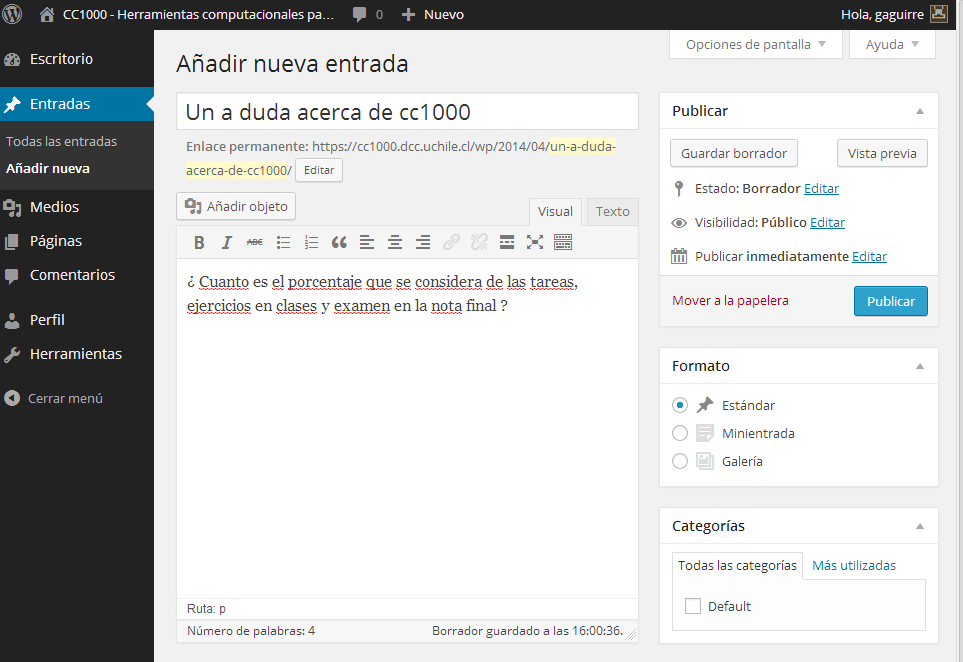 CC1000 - Herramientas computacionales pa... 0 Nuevo Hola, gaguirre
Escritorio
Entradas
Todas las entradas
Añadir nueva
Medios
Páginas
Comentarios
Perfil
Herramientas
Cerrar menú
Opciones de pantalla Ayuda
Añadir nueva entrada
Un a duda acerca de cc1000
Enlace permanente: https://cc1000.dcc.uchile.cl/wp/2014/04/un-a-duda-
acerca-de-cc1000/ Editar
Añadir objeto
Visual Texto
B I ABC
¿ Cuanto es el porcentaje que se considera de las tareas,
ejercicios en clases y examen en la nota final ?
Ruta: p
Número de palabras: 4 Borrador guardado a las 16:00:36.
Publicar
Guardar borrador Vista previa
Estado: Borrador Editar
Visibilidad: Público Editar
Publicar inmediatamente Editar
Mover a la papelera Publicar
Formato
Estándar
Minientrada
Galería
Categorías
Todas las categorías Más utilizadas
Default